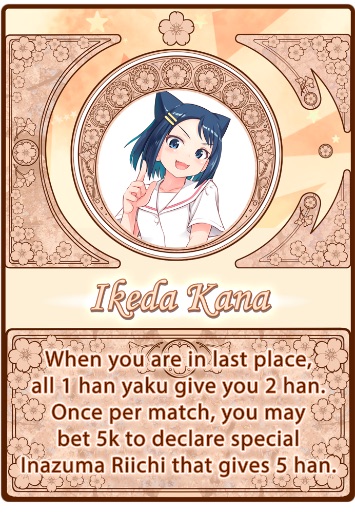 Ikeda Kana
When you are in last place,
all 1 han yaku give you 2 han.
Once per match, you may
bet 5k to declare special
Inazuma Riichi that gives 5 han.